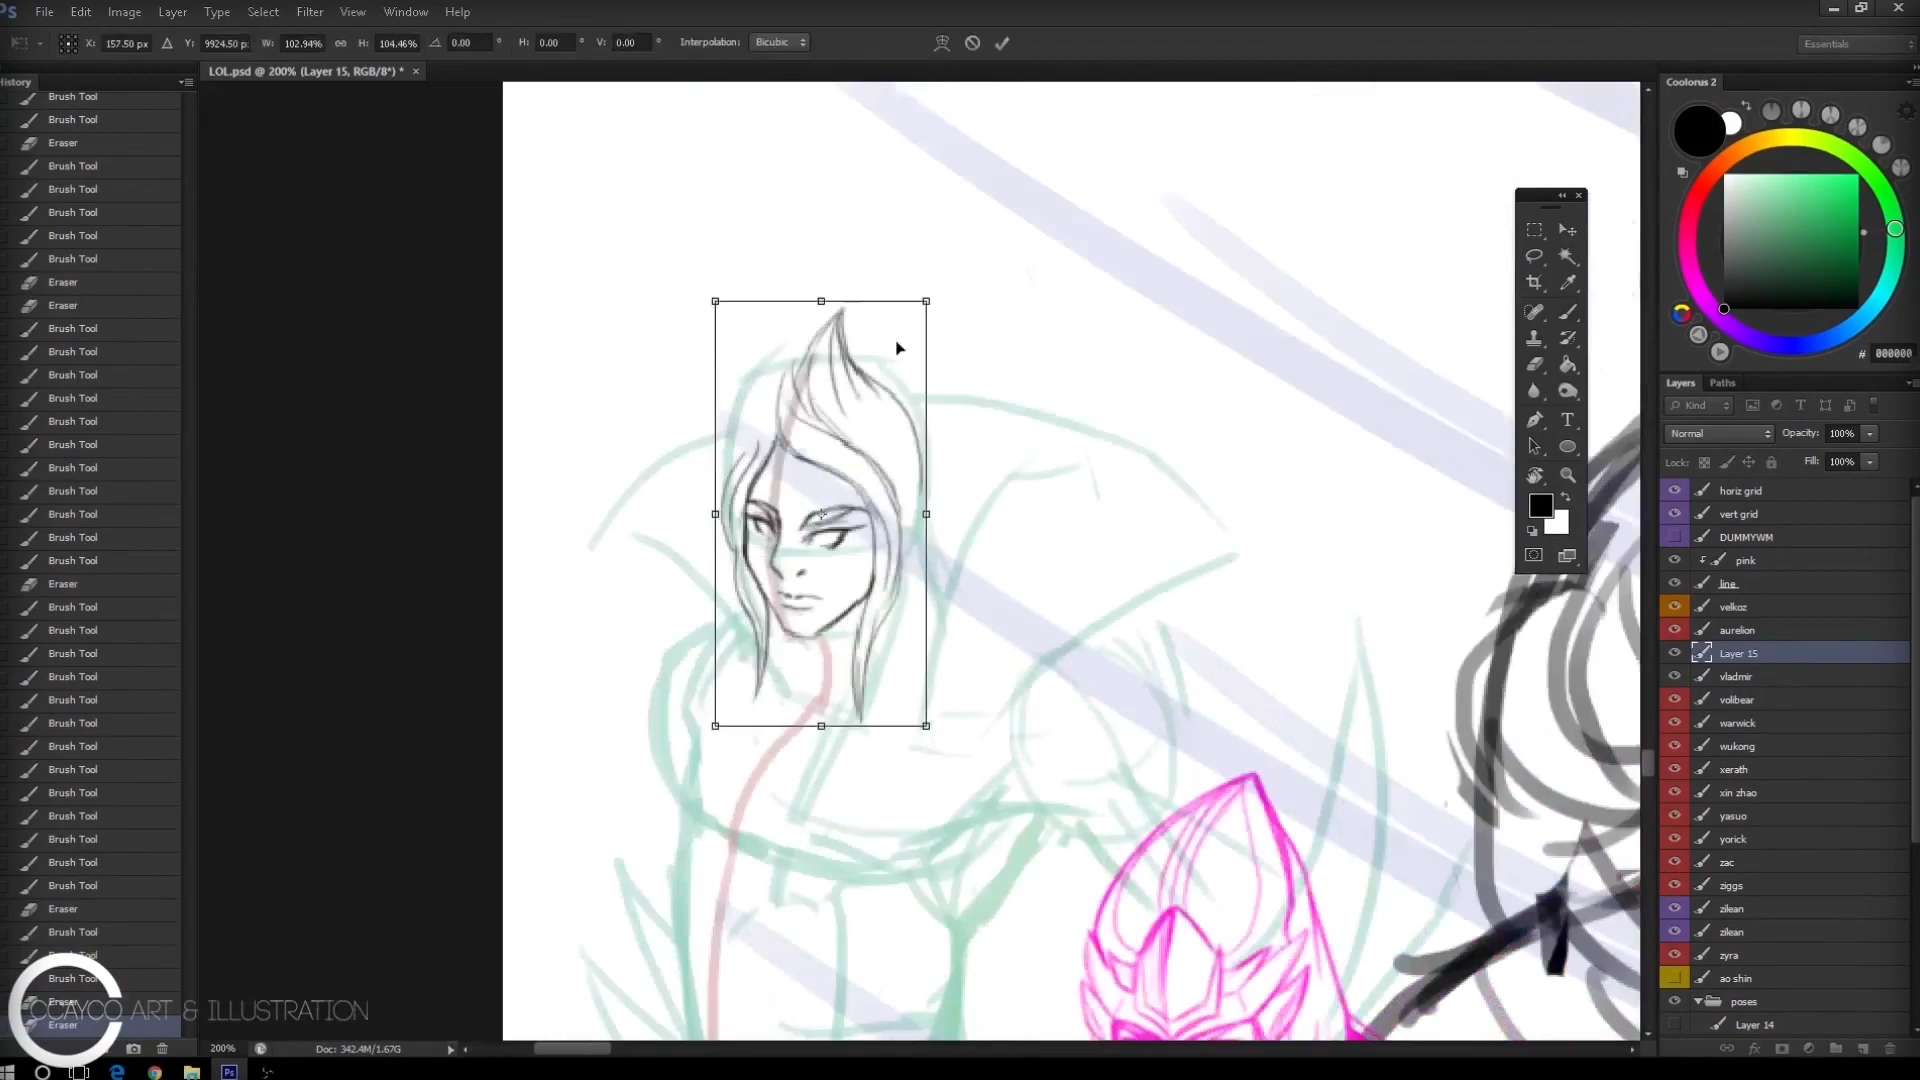 File Edit Image Layer Type Select Filter View Window Help
X: 157.50 px Y: 9924.50 p: W: 102.94% H: 104.46% 0.00 ° H: 0.00 ° V: 0.00 ° Interpolation: Bicubic
Essentials
LOL.psd @ 200% (Layer 15, RGB/8*) * ×
History
Brush Tool
Brush Tool
Eraser
Brush Tool
Brush Tool
Brush Tool
Brush Tool
Brush Tool
Eraser
Eraser
Brush Tool
Brush Tool
Brush Tool
Brush Tool
Brush Tool
Brush Tool
Brush Tool
Brush Tool
Brush Tool
Brush Tool
Brush Tool
Eraser
Brush Tool
Brush Tool
Brush Tool
Brush Tool
Brush Tool
Brush Tool
Brush Tool
Brush Tool
Brush Tool
Brush Tool
Brush Tool
Brush Tool
Brush Tool
Eraser
Brush Tool
Brush Tool
Brush Tool
Eraser
Eraser
CCAYCO ART & ILLUSTRATION
200% Doc: 342.4M/1.67G
Ps
Coolorus 2
# 000000
Layers Paths
Kind
Normal Opacity: 100%
Lock: Fill: 100%
horiz grid
vert grid
DUMMYWM
pink
line
velkoz
aurelion
Layer 15
vladmir
volibear
warwick
wukong
xerath
xin zhao
yasuo
yorick
zac
ziggs
zilean
zilean
zyra
ao shin
poses
Layer 14